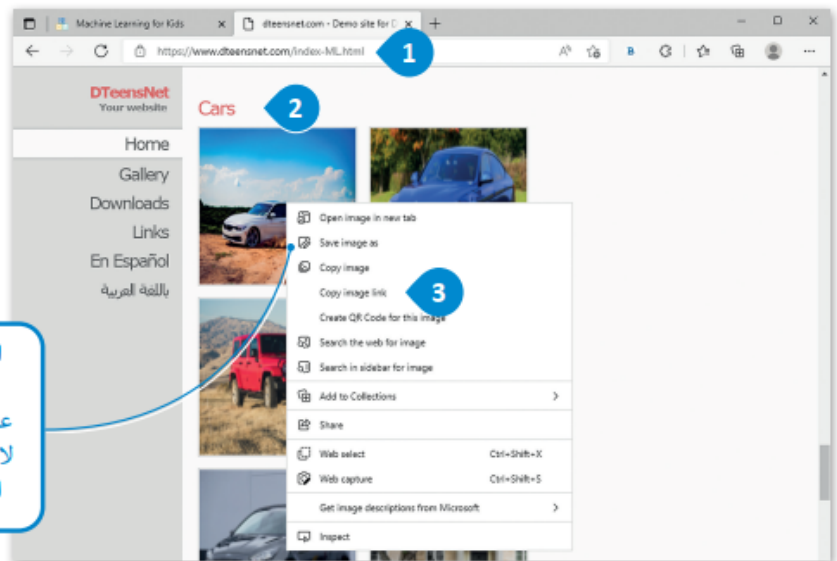 Machine Learning for Kids
dteensnet.com - Demo site for D
https://www.dteensnet.com/index-ML.html
1
DTeensNet
Your website
Home
Gallery
Downloads
Links
En Español
باللغة العربية
Cars
2
Open image in new tab
Save image as
Copy image
Copy image link
3
Create QR Code for this image
Search the web for image
Search in sidebar for image
Add to Collections
Share
Web select Ctrl+Shift+X
Web capture Ctrl+Shift+S
Get image descriptions from Microsoft
Inspect